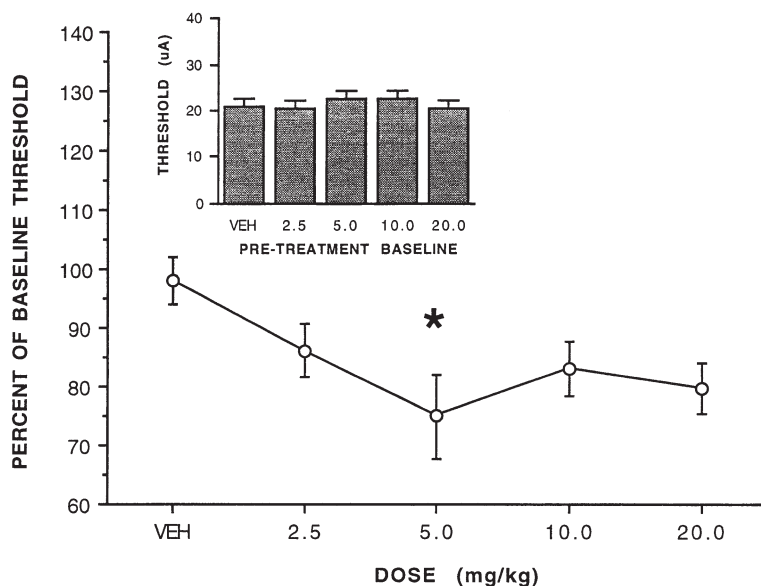 PERCENT OF BASELINE THRESHOLD
140
130
120
110
100
90
80
70
60
THRESHOLD (uA)
40
30
20
10
0
VEH 2.5 5.0 10.0 20.0
PRE-TREATMENT BASELINE
*
VEH 2.5 5.0 10.0 20.0
DOSE (mg/kg)